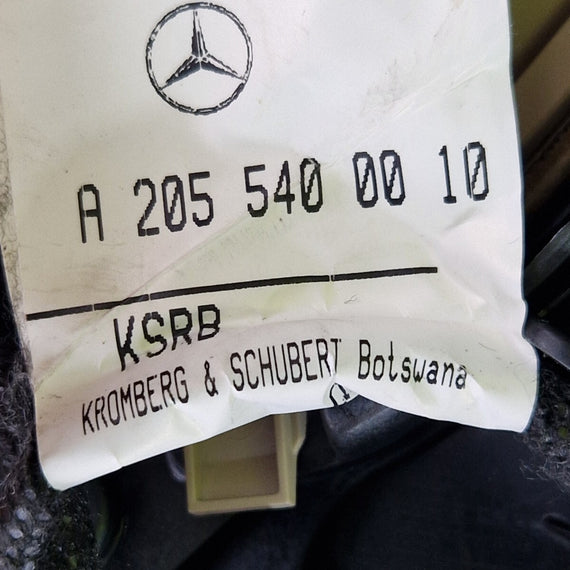 A 205 540 00 10
KSRB
KROMBERG & SCHUBERT Botswana